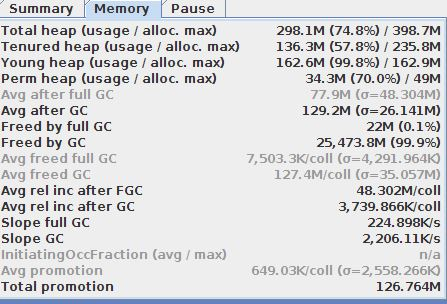 Summary Memory Pause
Total heap (usage / alloc. max) 298.1M (74.8%) / 398.7M
Tenured heap (usage / alloc. max) 136.3M (57.8%) / 235.8M
Young heap (usage / alloc. max) 162.6M (99.8%) / 162.9M
Perm heap (usage / alloc. max) 34.3M (70.0%) / 49M
Avg after full GC 77.9M (σ=48.304M)
Avg after GC 129.2M (σ=26.141M)
Freed by full GC 22M (0.1%)
Freed by GC 25,473.8M (99.9%)
Avg freed full GC 7,503.3K/coll (σ=4,291.964K)
Avg freed GC 127.4M/coll (σ=35.057M)
Avg rel inc after FGC 48.302M/coll
Avg rel inc after GC 3,739.866K/coll
Slope full GC 224.898K/s
Slope GC 2,206.11K/s
InitiatingOccFraction (avg / max) n/a
Avg promotion 649.03K/coll (σ=2,558.266K)
Total promotion 126.764M